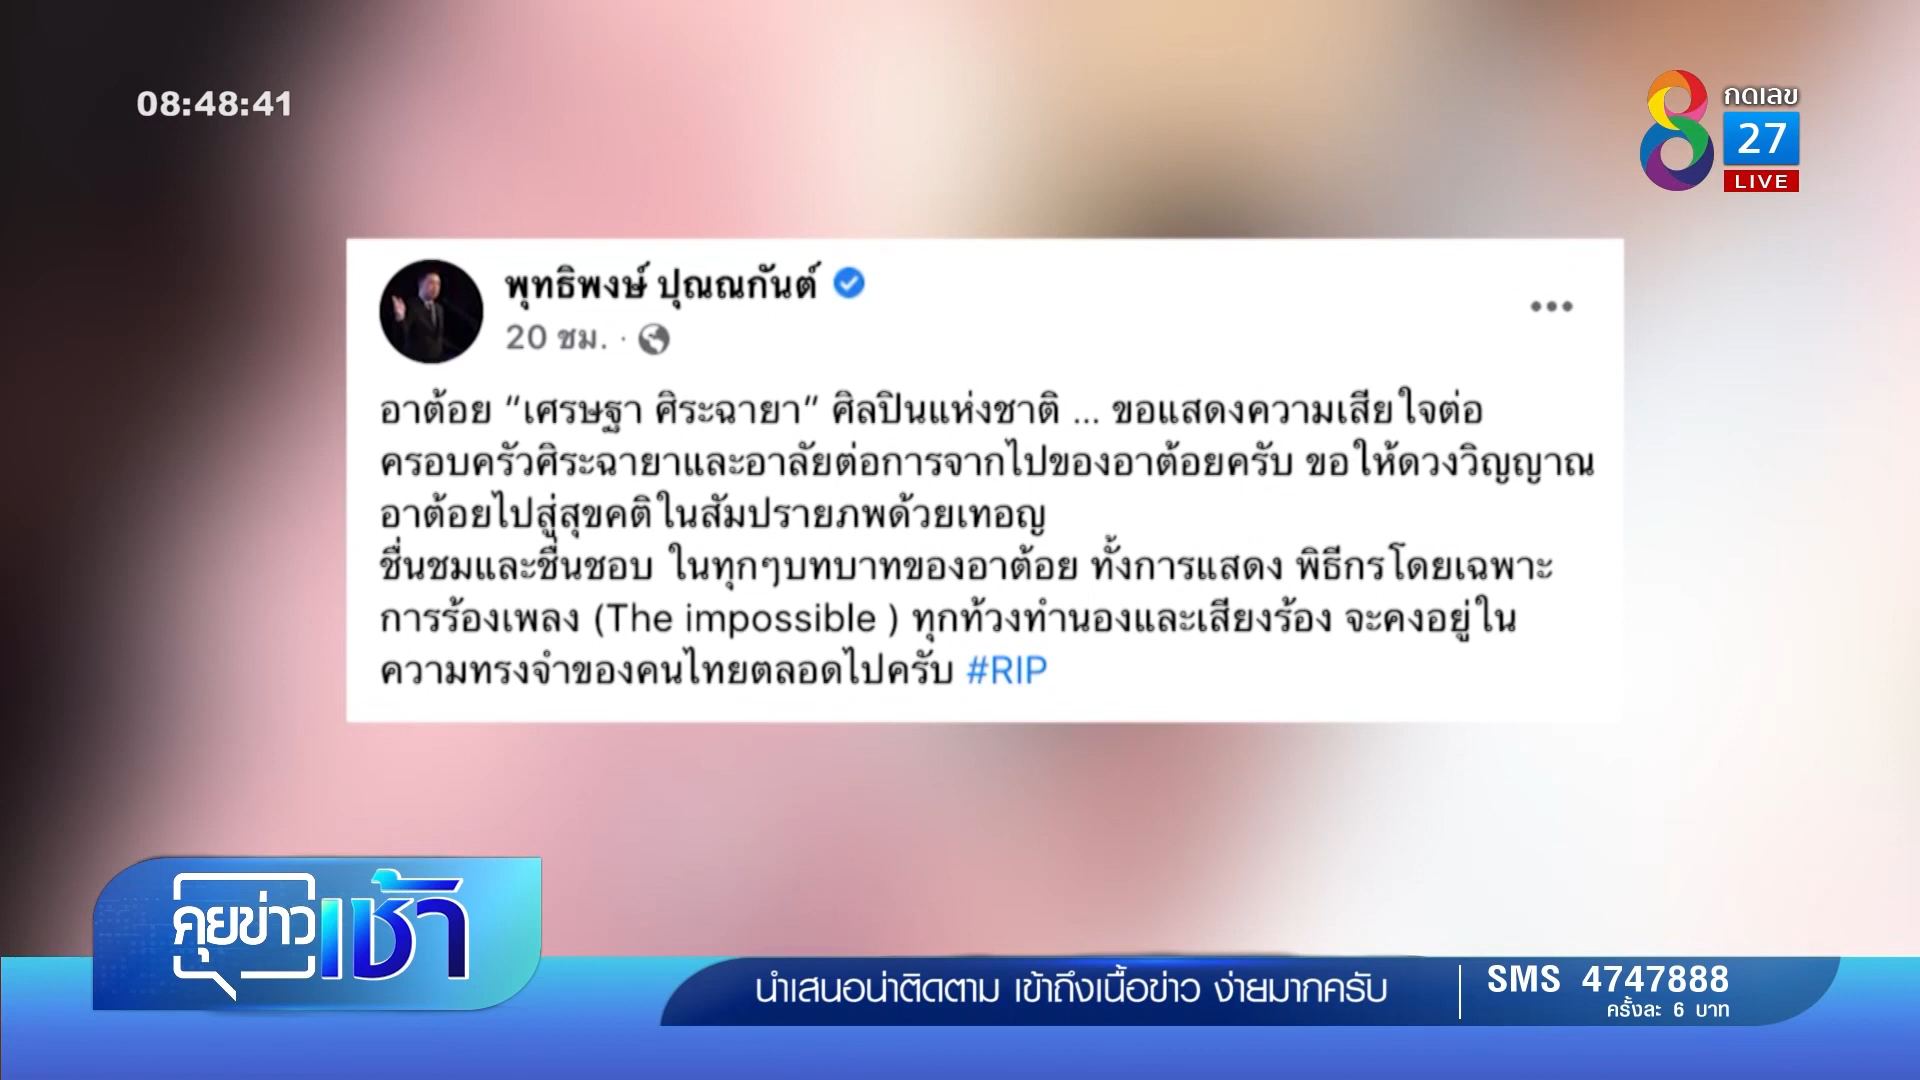 08:48:41
กดเลข
27
LIVE
พุทธิพงษ์ ปุณณกันต์
20 ชม. ·
อาต้อย “เศรษฐา ศิระฉายา” ศิลปินแห่งชาติ ... ขอแสดงความเสียใจต่อ
ครอบครัวศิระฉายาและอาลัยต่อการจากไปของอาต้อยครับ ขอให้ดวงวิญญาณ
อาต้อยไปสู่สุขคติในสัมปรายภพด้วยเทอญ
ชื่นชมและชื่นชอบ ในทุกๆบทบาทของอาต้อย ทั้งการแสดง พิธีกรโดยเฉพาะ
การร้องเพลง (The impossible ) ทุกท้วงทำนองและเสียงร้อง จะคงอยู่ใน
ความทรงจำของคนไทยตลอดไปครับ #RIP
คุยข่าวเช้า
นำเสนอน่าติดตาม เข้าถึงเนื้อข่าว ง่ายมากครับ
SMS 4747888
ครั้งละ 6 บาท